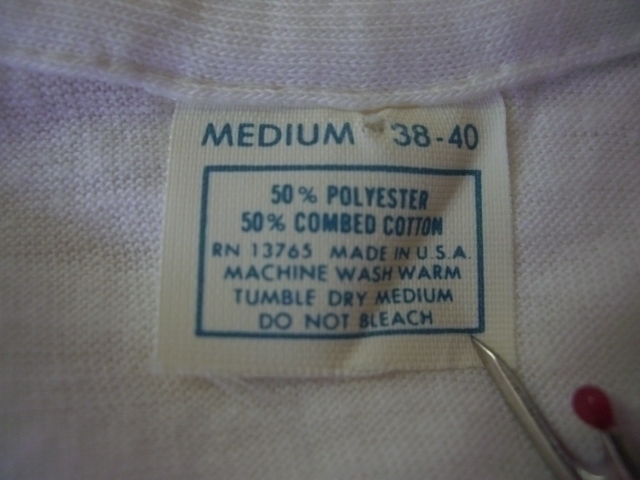 MEDIUM 38-40
50% POLYESTER
50% COMBED COTTON
RN 13765 MADE IN U.S.A.
MACHINE WASH WARM
TUMBLE DRY MEDIUM
DO NOT BLEACH